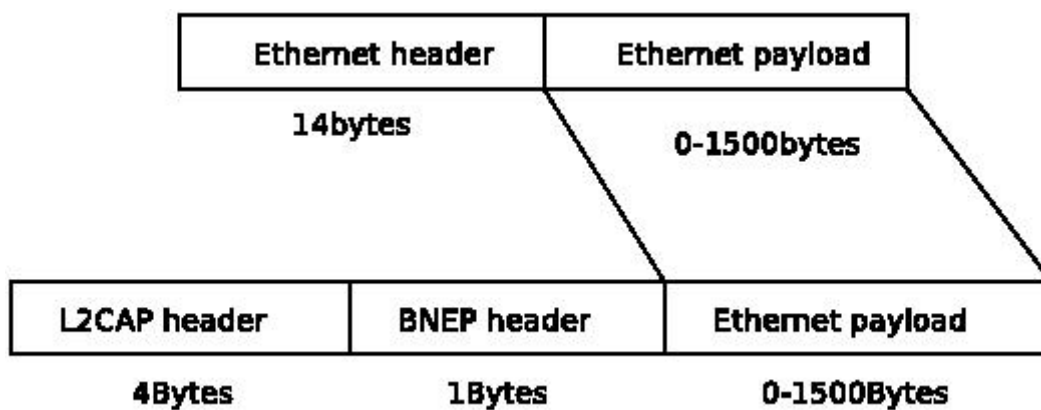 Ethernet header Ethernet payload
14bytes
0-1500bytes
L2CAP header BNEP header Ethernet payload
4Bytes 1Bytes 0-1500Bytes